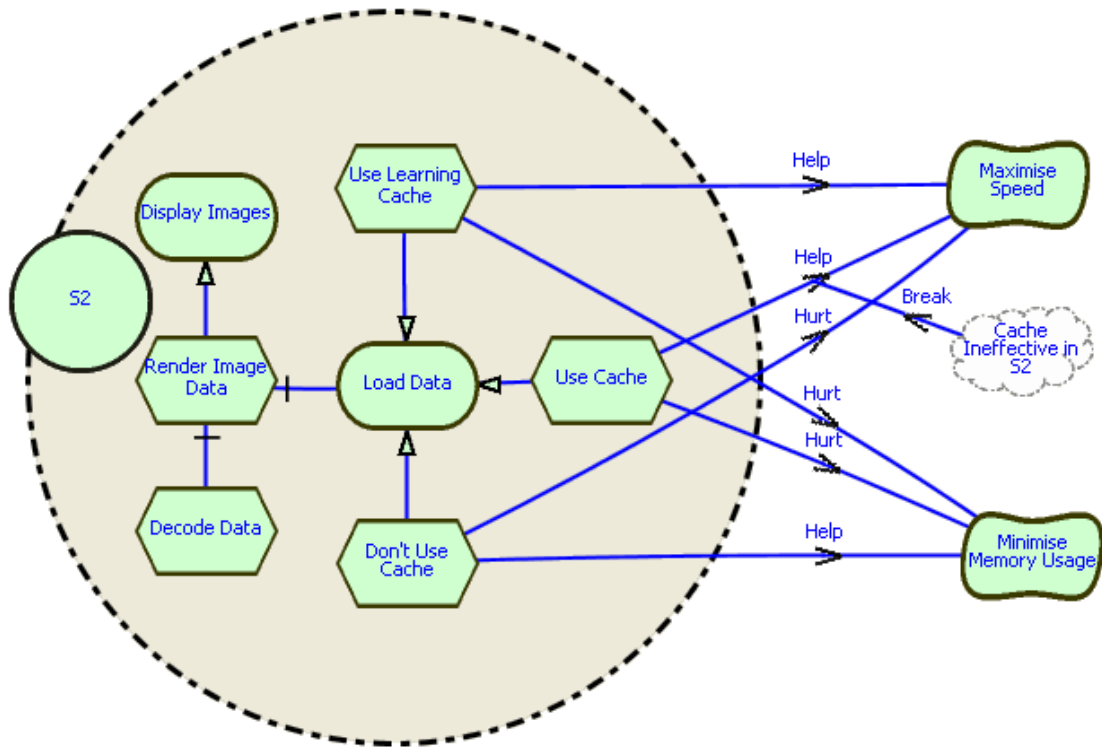 Use Learning
Cache
Help
Maximise
Speed
Display Images
S2
Help
Break
Hurt
Cache
Ineffective in
S2
Render Image
Data
Load Data
Use Cache
Hurt
Hurt
Decode Data
Don't Use
Cache
Help
Minimise
Memory Usage